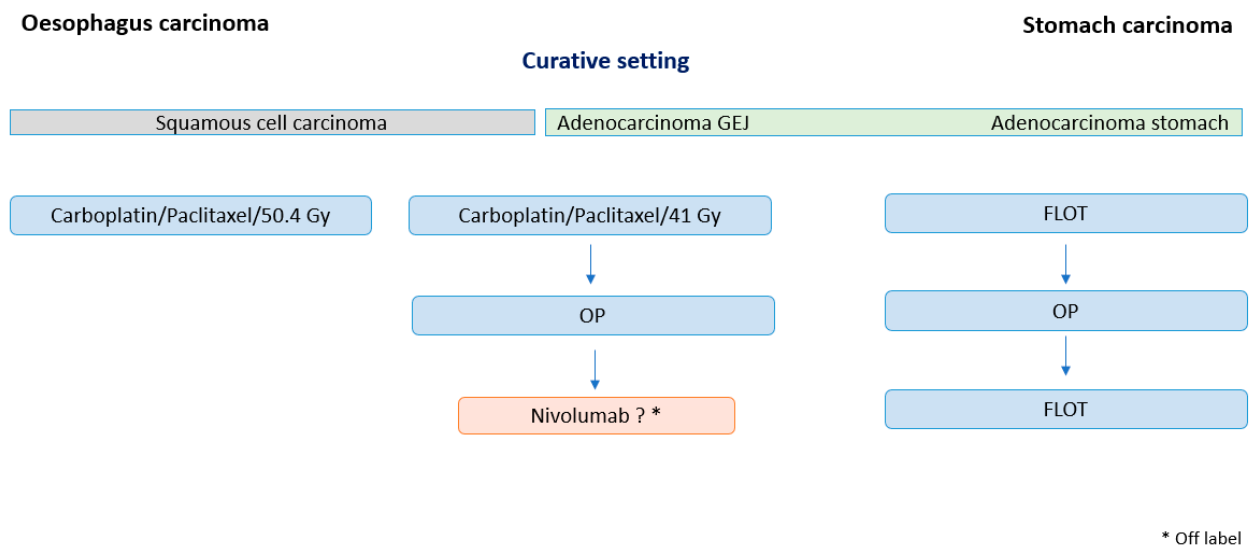 Oesophagus carcinoma
Stomach carcinoma
Curative setting
Squamous cell carcinoma
Adenocarcinoma GEJ
Adenocarcinoma stomach
Carboplatin/Paclitaxel/50.4 Gy
Carboplatin/Paclitaxel/41 Gy
FLOT
OP
OP
Nivolumab ? *
FLOT
* Off label